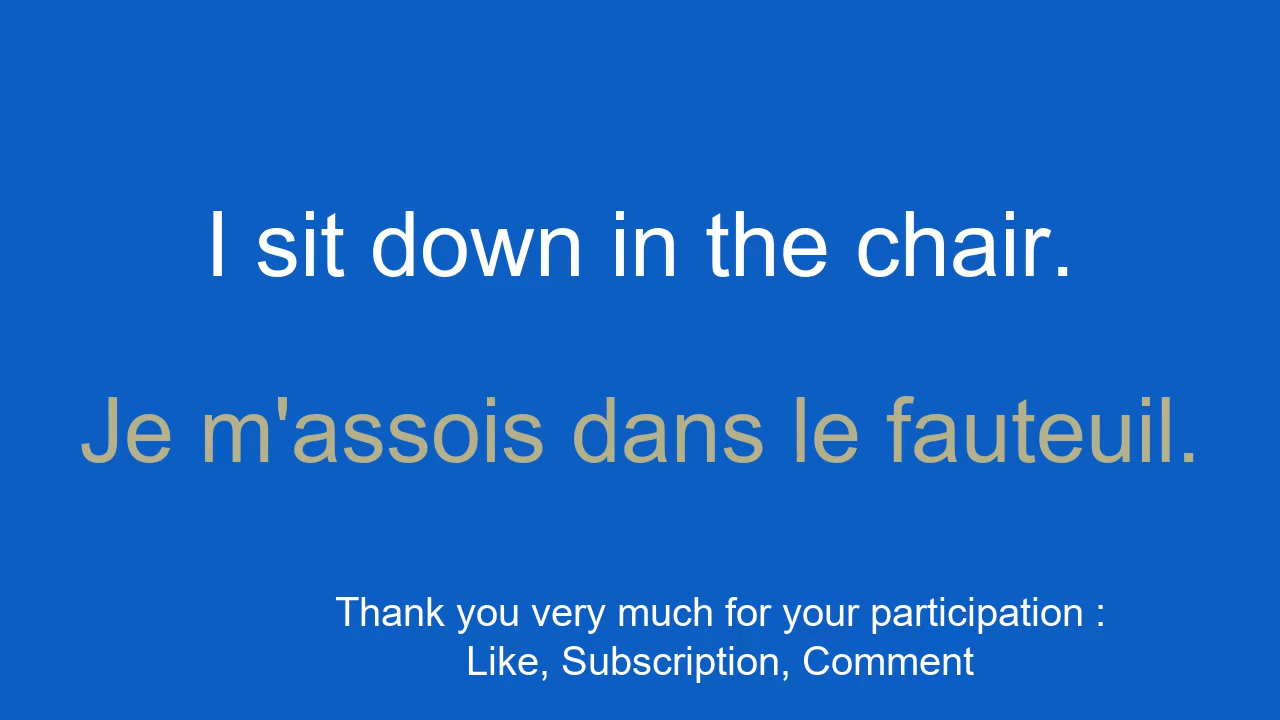 I sit down in the chair.
Je m'assois dans le fauteuil.
Thank you very much for your participation :
Like, Subscription, Comment